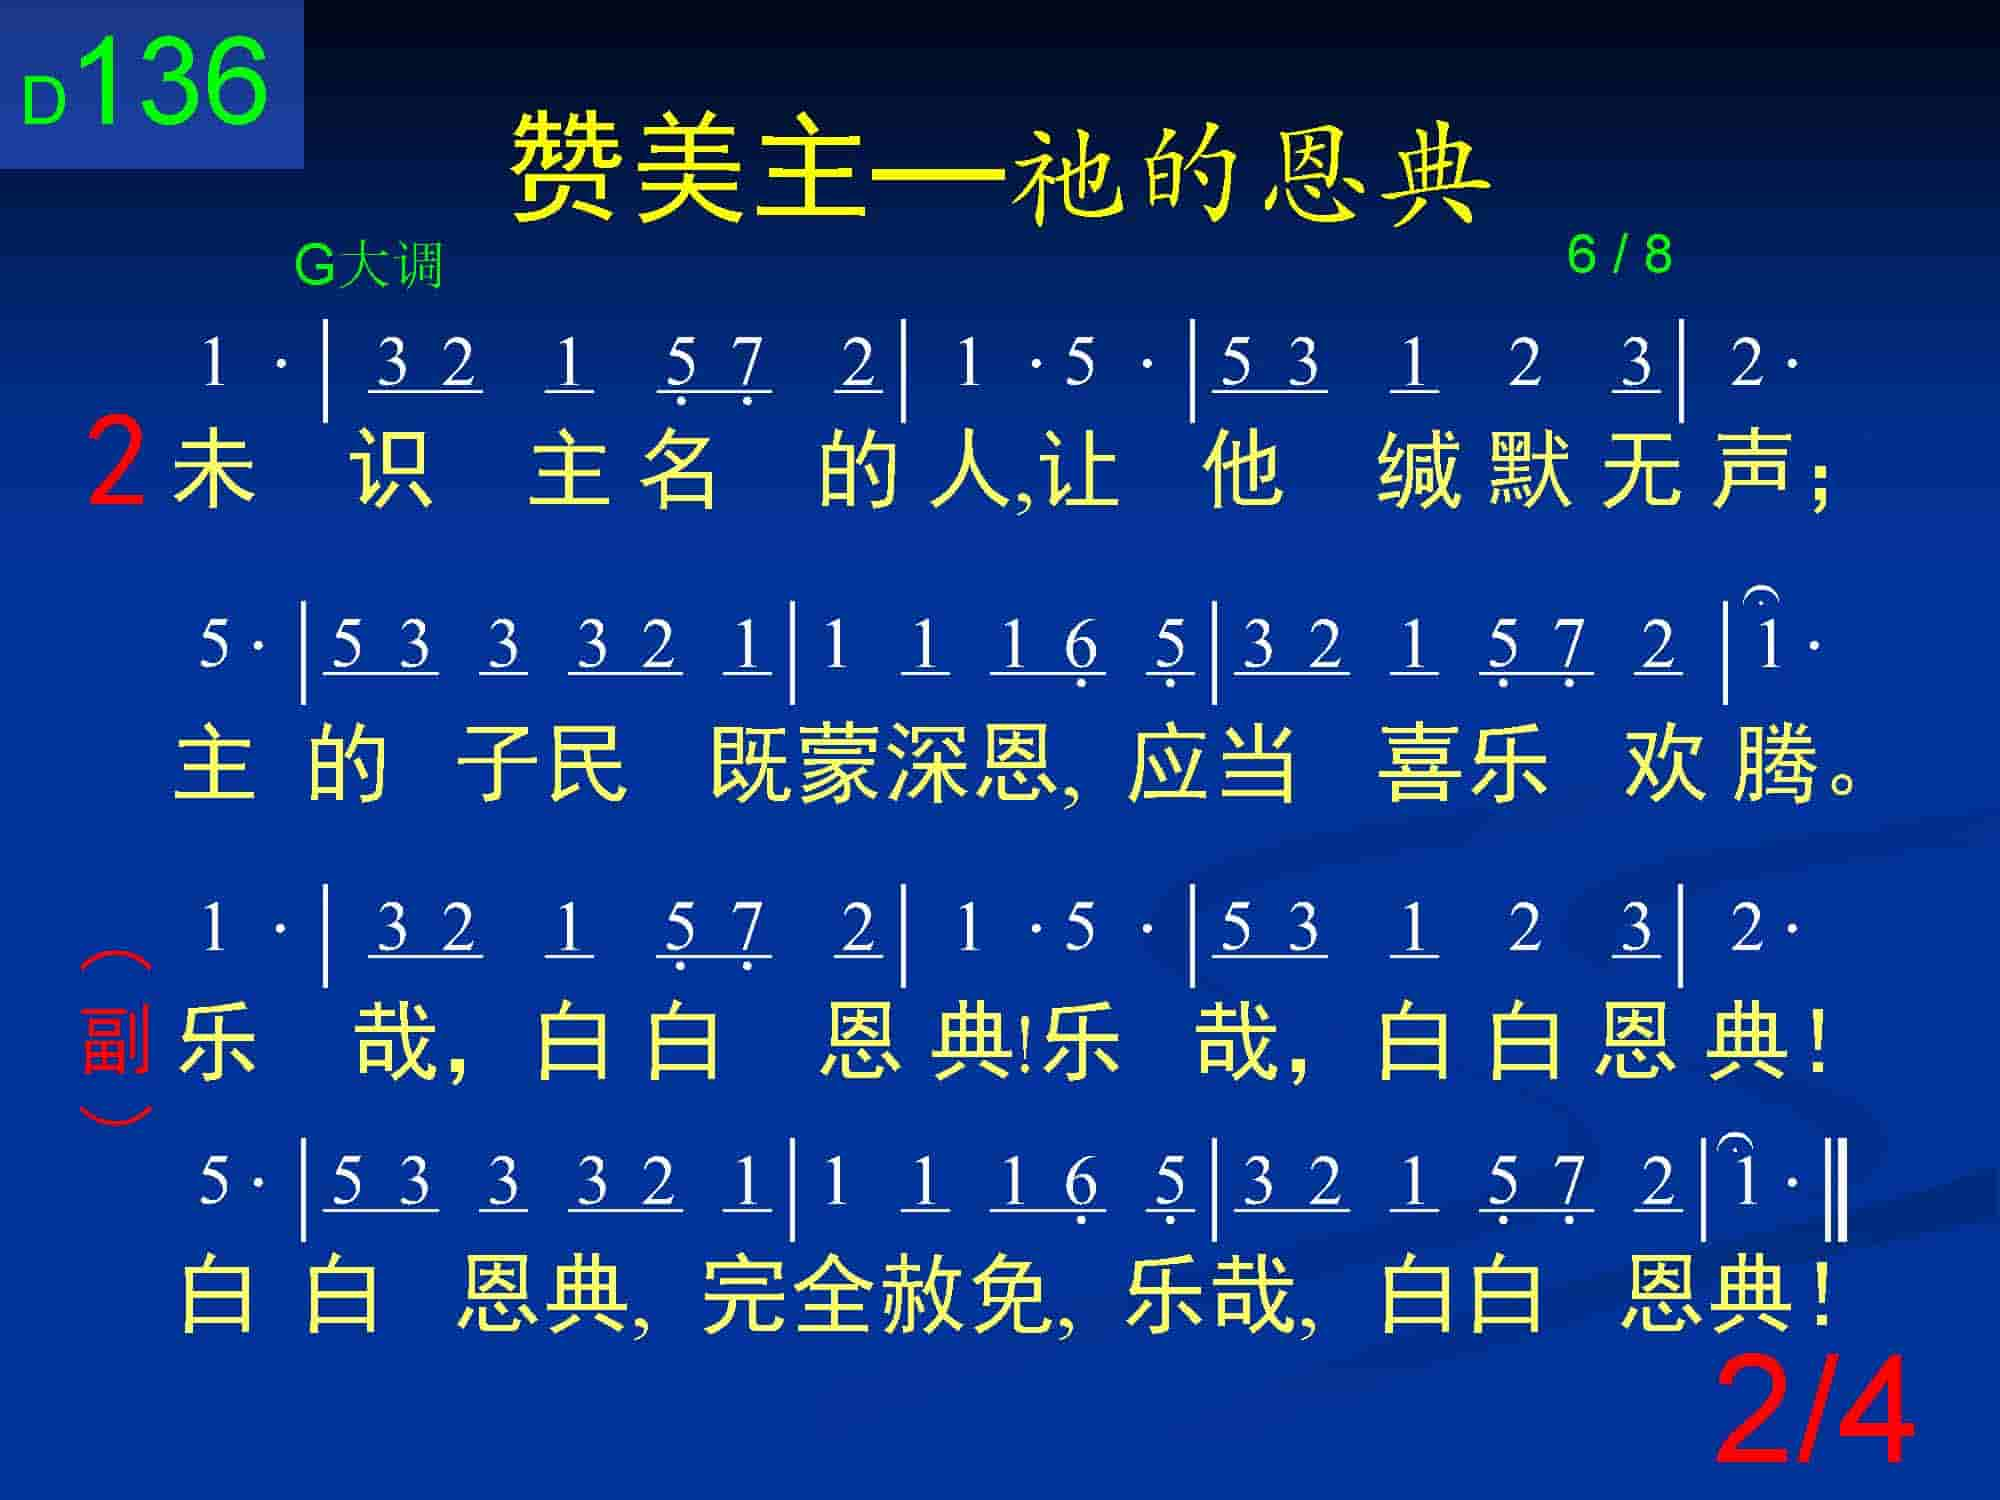 D136
赞美主—祂的恩典
G大调 6 / 8
1 · | 3 2 1 5̣ 7̣ 2 | 1 · 5 · | 5 3 1 2 3 | 2 ·
2 未 识 主 名 的 人,让 他 缄 默 无 声；
5 · | 5 3 3 3 2 1 | 1 1 1 6̣ 5̣ | 3 2 1 5̣ 7̣ 2 | 1 ·
主 的 子民 既蒙深恩, 应当 喜乐 欢 腾。
1 · | 3 2 1 5̣ 7̣ 2 | 1 · 5 · | 5 3 1 2 3 | 2 ·
（副） 乐 哉， 白 白 恩 典!乐 哉， 白 白 恩 典！
5 · | 5 3 3 3 2 1 | 1 1 1 6̣ 5̣ | 3 2 1 5̣ 7̣ 2 | 1 · ‖
白 白 恩典, 完全赦免, 乐哉, 白白 恩典！
2/4